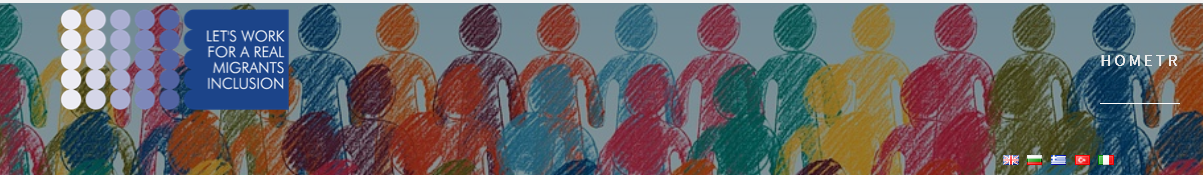 LET'S WORK
FOR A REAL
MIGRANTS
INCLUSION
HOMETR